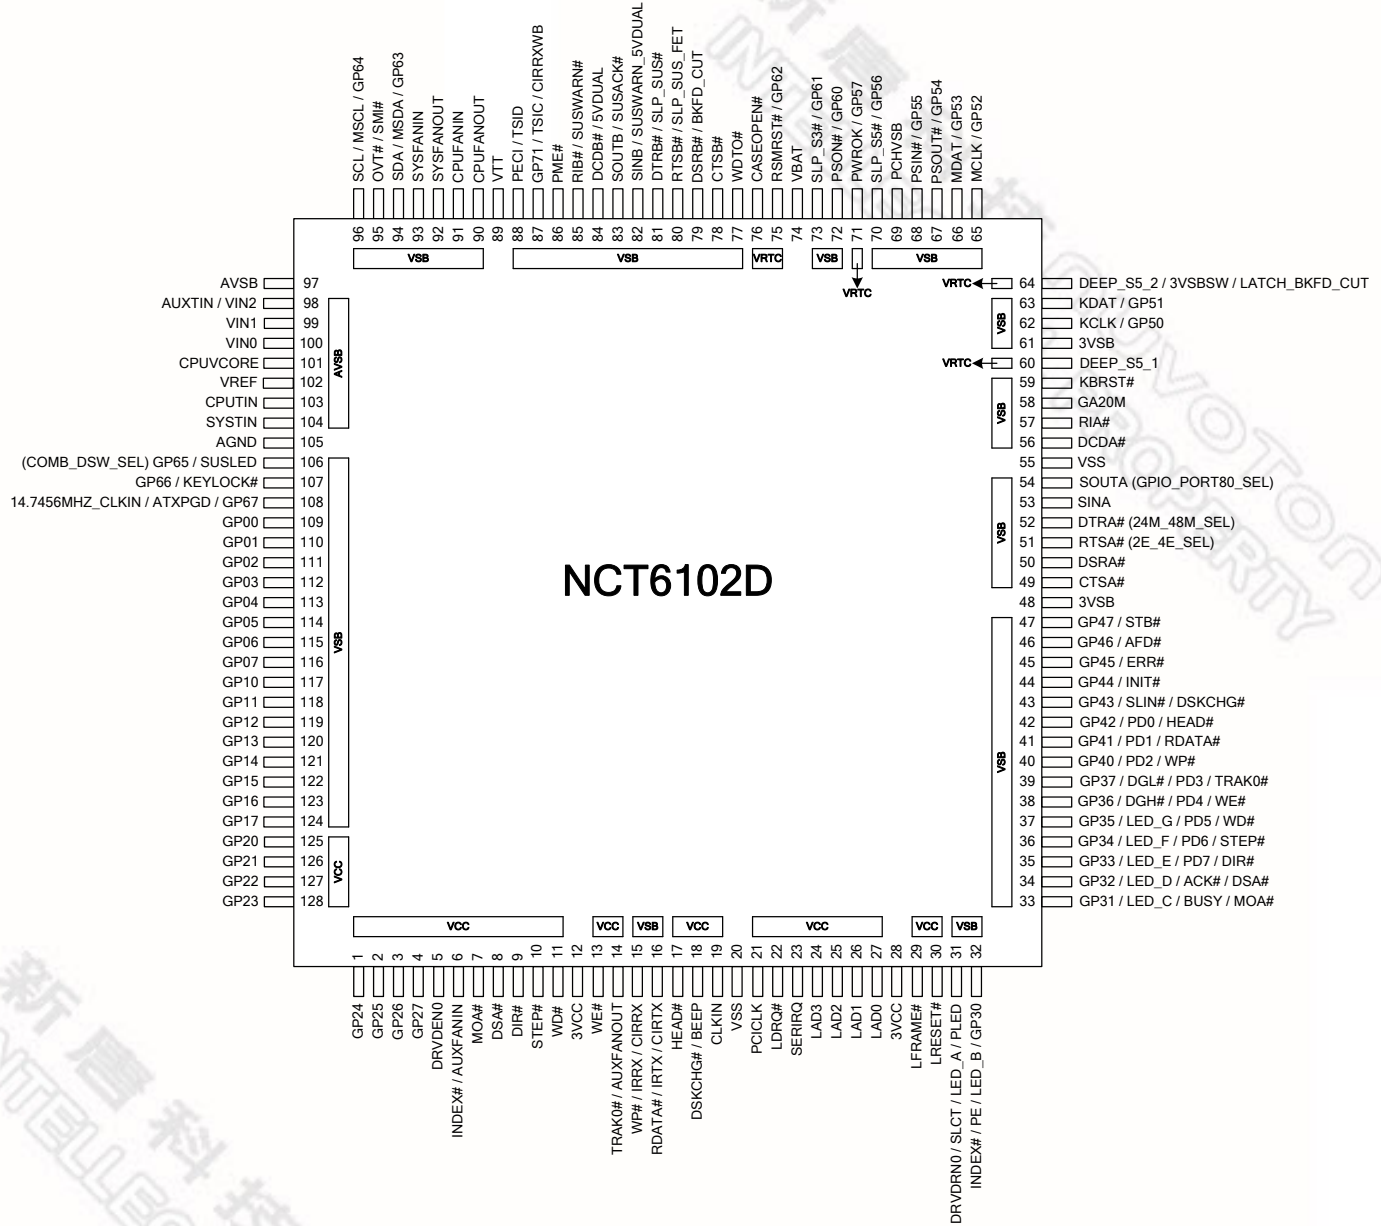 SCL / MSCL / GP64
OVT# / SMI#
SDA / MSDA / GP63
SYSFANIN
SYSFANOUT
CPUFANIN
CPUFANOUT
VTT
PECI / TSID
GP71 / TSIC / CIRRXWB
PME#
RIB# / SUSWARN#
DCDB# / 5VDUAL
SOUTB / SUSACK#
SINB / SUSWARN_5VDUAL
DTRB# / SLP_SUS#
RTSB# / SLP_SUS_FET
DSRB# / BKFD_CUT
CTSB#
WDTO#
CASEOPEN#
RSMRST# / GP62
VBAT
SLP_S3# / GP61
PSON# / GP60
PWROK / GP57
SLP_S5# / GP56
PCHVSB
PSIN# / GP55
PSOUT# / GP54
MDAT / GP53
MCLK / GP52
96 95 94 93 92 91 90 89 88 87 86 85 84 83 82 81 80 79 78 77 76 75 74 73 72 71 70 69 68 67 66 65
VSB VSB VRTC VSB VSB
VRTC
AVSB 97
AUXTIN / VIN2 98
VIN1 99
VIN0 100
CPUVCORE 101
VREF 102
CPUTIN 103
SYSTIN 104
AGND 105
(COMB_DSW_SEL) GP65 / SUSLED 106
GP66 / KEYLOCK# 107
14.7456MHZ_CLKIN / ATXPGD / GP67 108
GP00 109
GP01 110
GP02 111
GP03 112
GP04 113
GP05 114
GP06 115
GP07 116
GP10 117
GP11 118
GP12 119
GP13 120
GP14 121
GP15 122
GP16 123
GP17 124
GP20 125
GP21 126
GP22 127
GP23 128
AVSB
VSB
VCC
NCT6102D
VRTC 64 DEEP_S5_2 / 3VSBSW / LATCH_BKFD_CUT
63 KDAT / GP51
62 KCLK / GP50
61 3VSB
VRTC 60 DEEP_S5_1
59 KBRST#
58 GA20M
57 RIA#
56 DCDA#
55 VSS
54 SOUTA (GPIO_PORT80_SEL)
53 SINA
52 DTRA# (24M_48M_SEL)
51 RTSA# (2E_4E_SEL)
50 DSRA#
49 CTSA#
48 3VSB
47 GP47 / STB#
46 GP46 / AFD#
45 GP45 / ERR#
44 GP44 / INIT#
43 GP43 / SLIN# / DSKCHG#
42 GP42 / PD0 / HEAD#
41 GP41 / PD1 / RDATA#
40 GP40 / PD2 / WP#
39 GP37 / DGL# / PD3 / TRAK0#
38 GP36 / DGH# / PD4 / WE#
37 GP35 / LED_G / PD5 / WD#
36 GP34 / LED_F / PD6 / STEP#
35 GP33 / LED_E / PD7 / DIR#
34 GP32 / LED_D / ACK# / DSA#
33 GP31 / LED_C / BUSY / MOA#
VSB
VSB
VSB
VSB
VCC VCC VSB VCC VCC VCC VSB
1 2 3 4 5 6 7 8 9 10 11 12 13 14 15 16 17 18 19 20 21 22 23 24 25 26 27 28 29 30 31 32
GP24
GP25
GP26
GP27
DRVDEN0
INDEX# / AUXFANIN
MOA#
DSA#
DIR#
STEP#
WD#
3VCC
WE#
TRAK0# / AUXFANOUT
WP# / IRRX / CIRRX
RDATA# / IRTX / CIRTX
HEAD#
DSKCHG# / BEEP
CLKIN
VSS
PCICLK
LDRQ#
SERIRQ
LAD3
LAD2
LAD1
LAD0
3VCC
LFRAME#
LRESET#
DRVDRN0 / SLCT / LED_A / PLED
INDEX# / PE / LED_B / GP30
新唐科技
INTELLE
nuvoTon
PROPERTY
新唐科技
INTELLEC